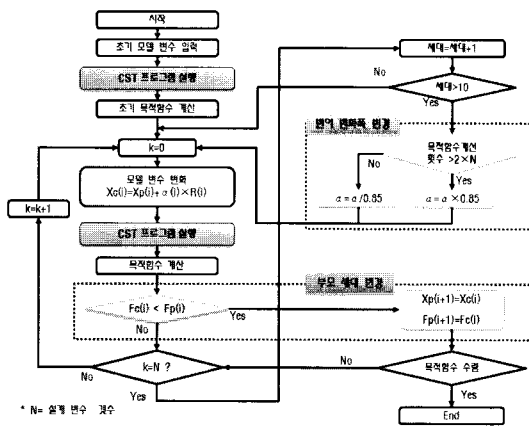 시작
초기 모델 변수 입력
CST 프로그램 실행
초기 목적함수 계산
k=0
모델 변수 변화
Xc(i)=Xp(i)+α(i)×R(i)
k=k+1
CST 프로그램 실행
목적함수 계산
부모 세대 변경
Fc(i) < Fp(i)
Yes
No
Xp(i+1)=Xc(i)
Fp(i+1)=Fc(i)
k=N ?
No
Yes
No
목적함수 수렴
Yes
End
세대=세대+1
No
세대>10
Yes
변이 변화폭 변경
목적함수계산
횟수 >2×N
No
Yes
α=α/0.85
α=α×0.85
* N= 설계 변수 갯수